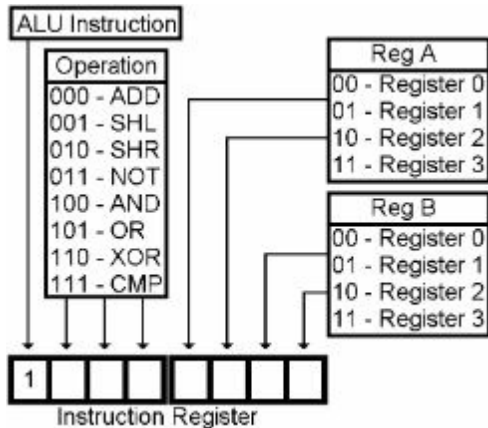 ALU Instruction
Operation
000 - ADD
001 - SHL
010 - SHR
011 - NOT
100 - AND
101 - OR
110 - XOR
111 - CMP
Reg A
00 - Register 0
01 - Register 1
10 - Register 2
11 - Register 3
Reg B
00 - Register 0
01 - Register 1
10 - Register 2
11 - Register 3
1
Instruction Register